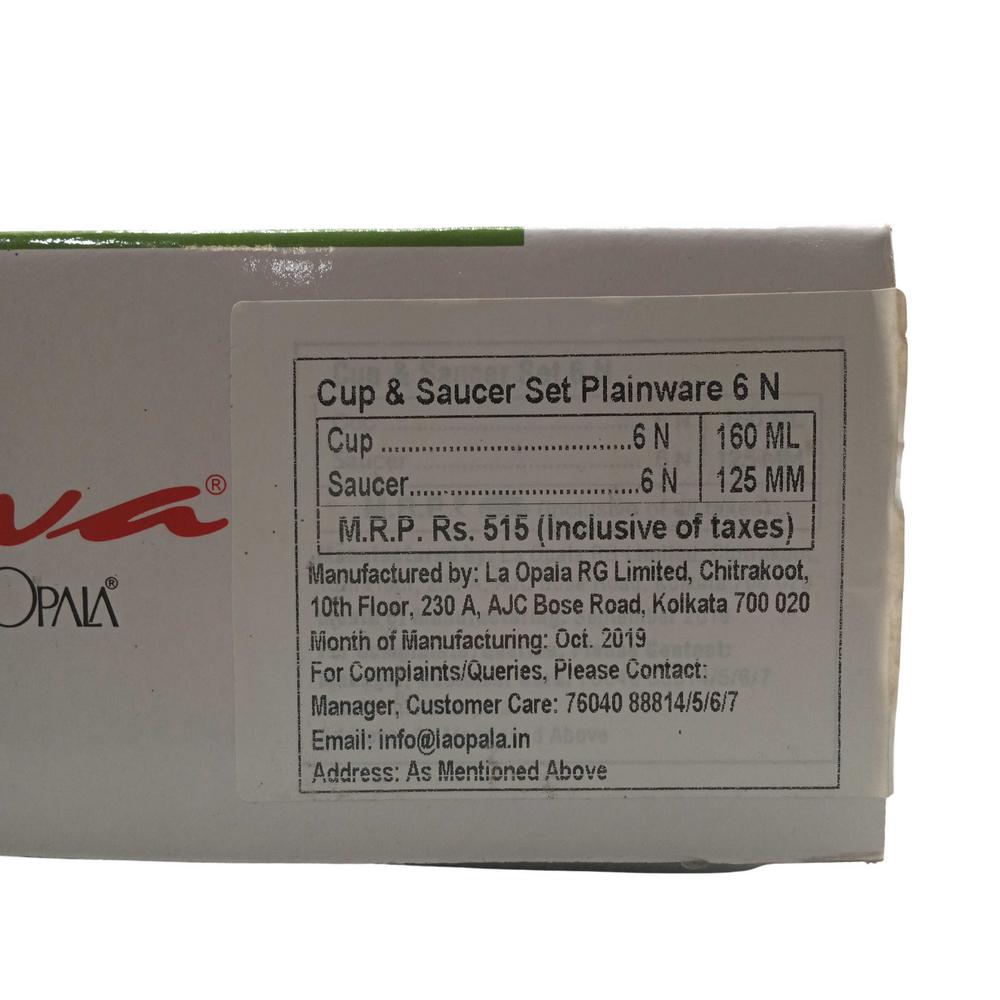 va®
OPALA®
Cup & Saucer Set Plainware 6 N
Cup ................................6 N 160 ML
Saucer.............................6 N 125 MM
M.R.P. Rs. 515 (Inclusive of taxes)
Manufactured by: La Opala RG Limited, Chitrakoot,
10th Floor, 230 A, AJC Bose Road, Kolkata 700 020
Month of Manufacturing: Oct. 2019
For Complaints/Queries, Please Contact:
Manager, Customer Care: 76040 88814/5/6/7
Email: info@laopala.in
Address: As Mentioned Above